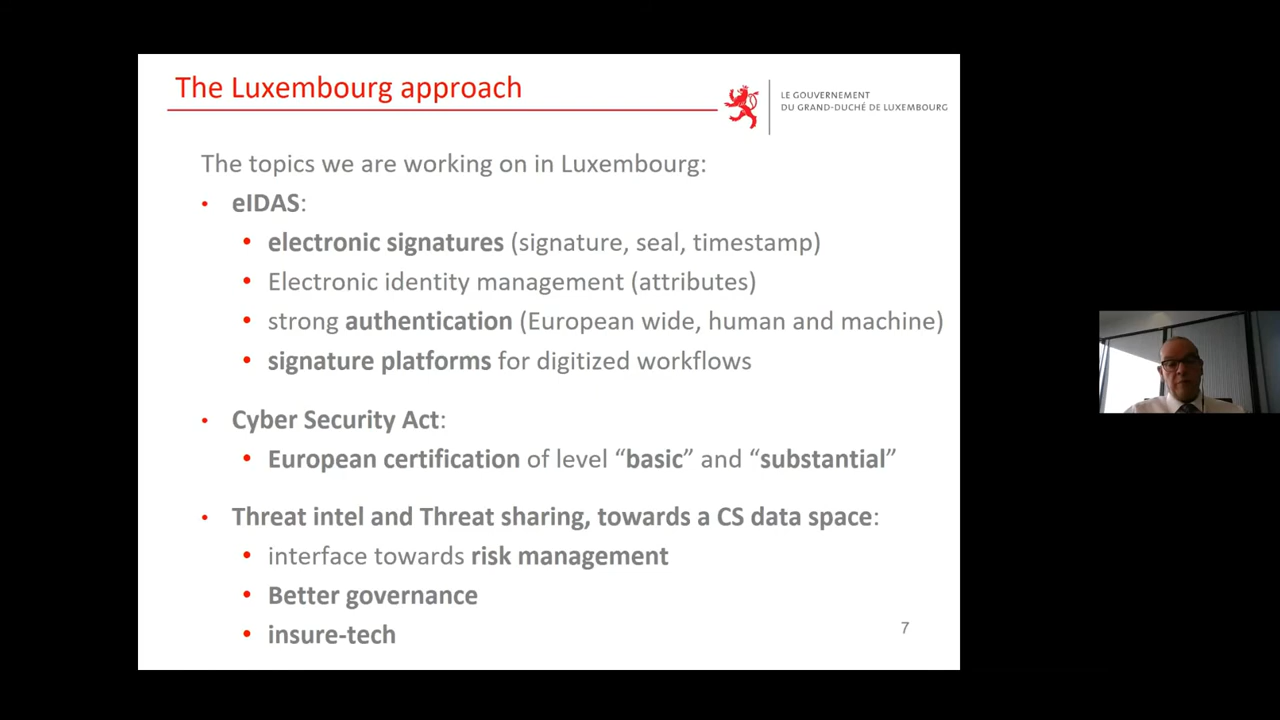 The Luxembourg approach
LE GOUVERNEMENT
DU GRAND-DUCHÉ DE LUXEMBOURG
The topics we are working on in Luxembourg:
• eIDAS:
• electronic signatures (signature, seal, timestamp)
• Electronic identity management (attributes)
• strong authentication (European wide, human and machine)
• signature platforms for digitized workflows
• Cyber Security Act:
• European certification of level “basic” and “substantial”
• Threat intel and Threat sharing, towards a CS data space:
• interface towards risk management
• Better governance
• insure-tech
7